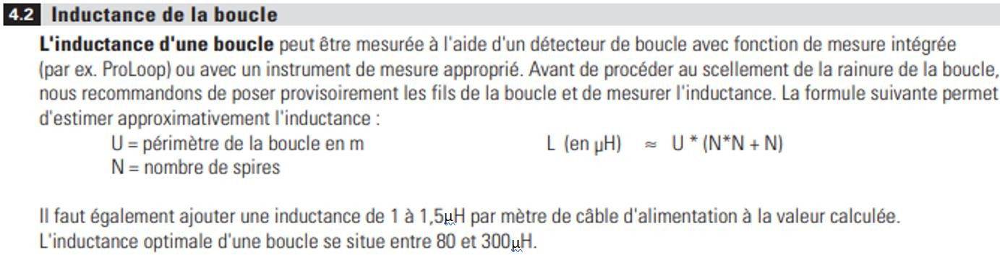 4.2 Inductance de la boucle
L'inductance d'une boucle peut être mesurée à l'aide d'un détecteur de boucle avec fonction de mesure intégrée
(par ex. ProLoop) ou avec un instrument de mesure approprié. Avant de procéder au scellement de la rainure de la boucle,
nous recommandons de poser provisoirement les fils de la boucle et de mesurer l'inductance. La formule suivante permet
d'estimer approximativement l'inductance :
U = périmètre de la boucle en m L (en µH) ≈ U * (N*N + N)
N = nombre de spires
Il faut également ajouter une inductance de 1 à 1,5µH par mètre de câble d'alimentation à la valeur calculée.
L'inductance optimale d'une boucle se situe entre 80 et 300µH.